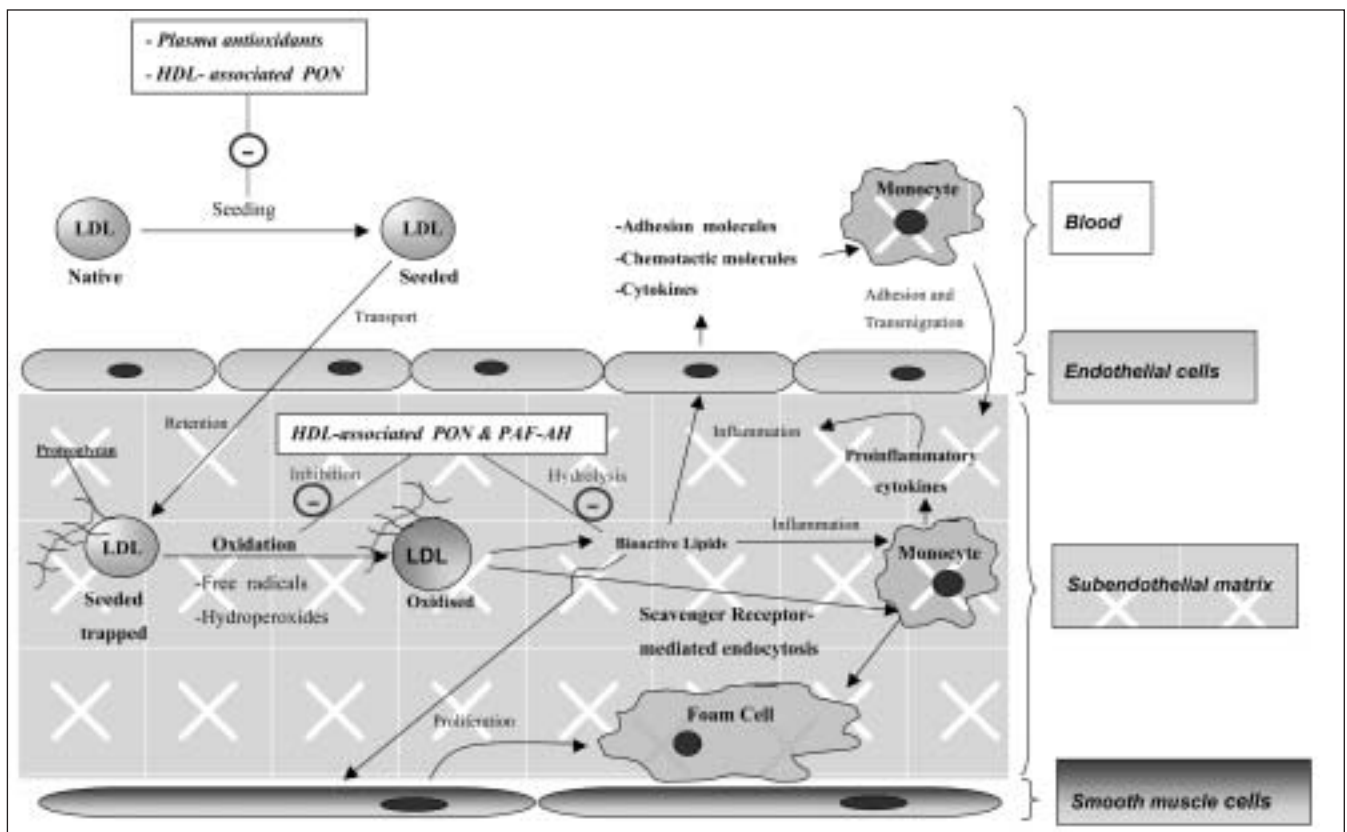 - Plasma antioxidants
- HDL- associated PON
Seeding
LDL
LDL
Native
Seeded
Transport
-Adhesion molecules
-Chemotactic molecules
-Cytokines
Monocyte
Adhesion and
Transmigration
Blood
Endothelial cells
Retention
HDL-associated PON & PAF-AH
Inhibition
Hydrolysis
Inflammation
Proinflammatory
cytokines
Proteoglycan
LDL
Seeded
trapped
Oxidation
-Free radicals
-Hydroperoxides
LDL
Oxidised
Bioactive Lipids
Inflammation
Monocyte
Scavenger Receptor-
mediated endocytosis
Subendothelial matrix
Proliferation
Foam Cell
Smooth muscle cells